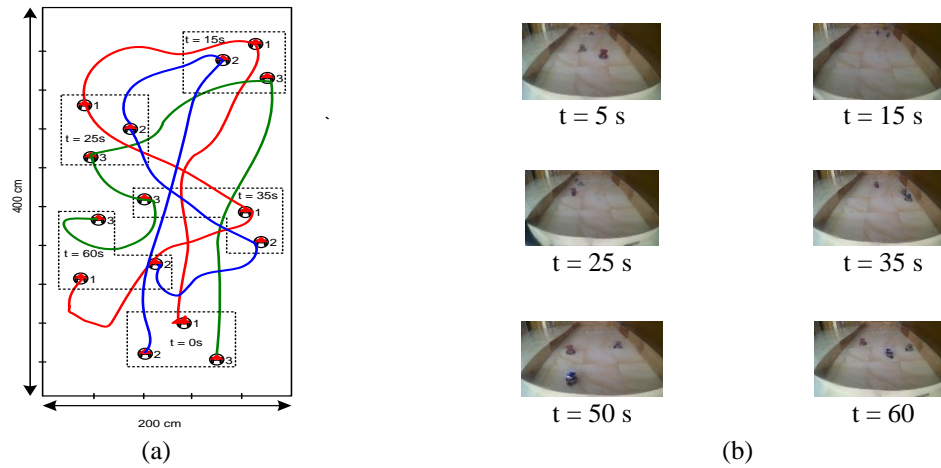 400 cm
200 cm
t = 15s
1
2
3
1
t = 25s
2
3
3
t = 35s
1
3
2
t = 60s
2
1
1
t = 0s
2
3
(a)
t = 5 s
t = 15 s
t = 25 s
t = 35 s
t = 50 s
t = 60
(b)